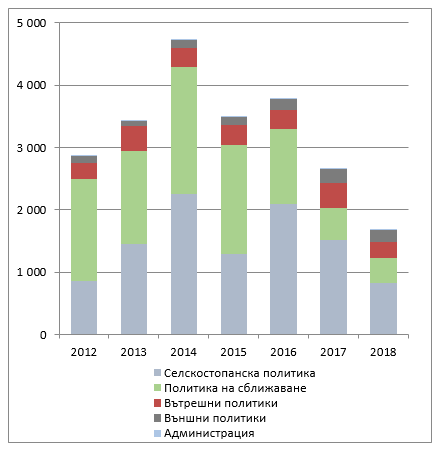 5 000
4 000
3 000
2 000
1 000
0
2012 2013 2014 2015 2016 2017 2018
Селскостопанска политика
Политика на сближаване
Вътрешни политики
Външни политики
Администрация